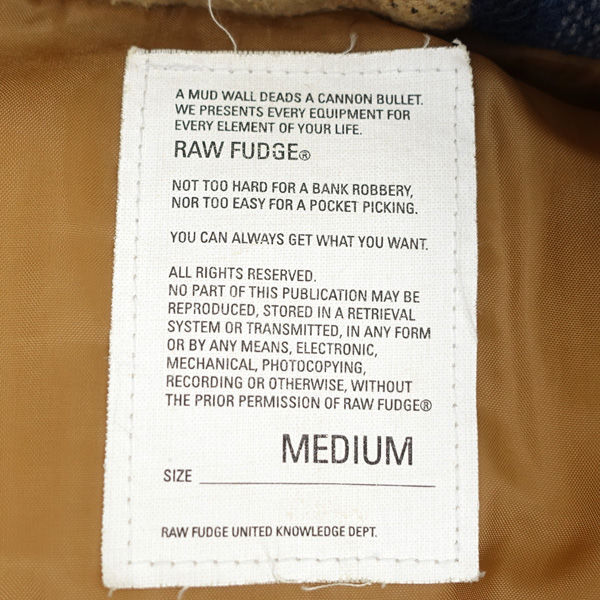 A MUD WALL DEADS A CANNON BULLET.
WE PRESENTS EVERY EQUIPMENT FOR
EVERY ELEMENT OF YOUR LIFE.
RAW FUDGE®
NOT TOO HARD FOR A BANK ROBBERY,
NOR TOO EASY FOR A POCKET PICKING.
YOU CAN ALWAYS GET WHAT YOU WANT.
ALL RIGHTS RESERVED.
NO PART OF THIS PUBLICATION MAY BE
REPRODUCED, STORED IN A RETRIEVAL
SYSTEM OR TRANSMITTED, IN ANY FORM
OR BY ANY MEANS, ELECTRONIC,
MECHANICAL, PHOTOCOPYING,
RECORDING OR OTHERWISE, WITHOUT
THE PRIOR PERMISSION OF RAW FUDGE®
MEDIUM
SIZE
RAW FUDGE UNITED KNOWLEDGE DEPT.